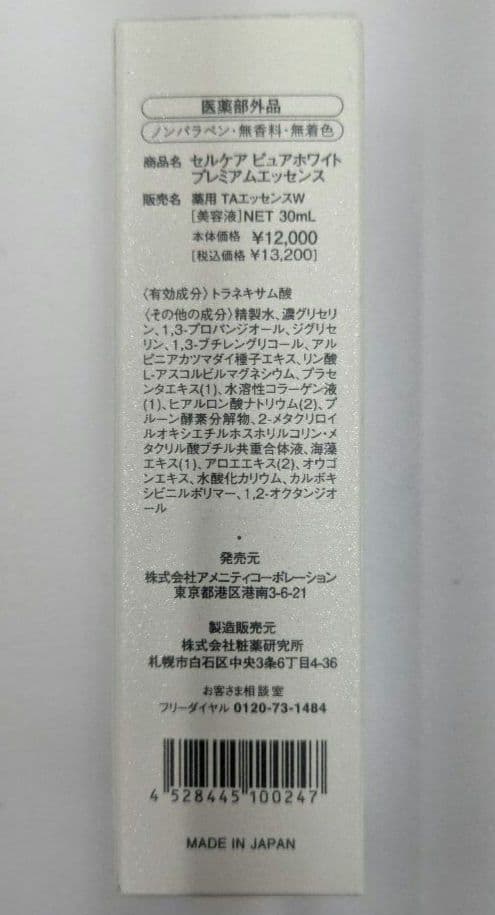 医薬部外品
ノンパラベン・無香料・無着色
商品名 セルケア ピュアホワイト
プレミアムエッセンス
販売名 薬用 TAエッセンスW
[美容液]NET 30mL
本体価格 ¥12,000
[税込価格 ¥13,200]
〈有効成分〉トラネキサム酸
〈その他の成分〉精製水、濃グリセリ
ン、1,3-プロパンジオール、ジグリセ
リン、1,3-ブチレングリコール、アル
ピニアカツマダイ種子エキス、リン酸
L-アスコルビルマグネシウム、プラセ
ンタエキス(1)、水溶性コラーゲン液
(1)、ヒアルロン酸ナトリウム(2)、プ
ルーン酵素分解物、2-メタクリロイ
ルオキシエチルホスホリルコリン・メ
タクリル酸ブチル共重合体液、海藻
エキス(1)、アロエエキス(2)、オウゴ
ンエキス、水酸化カリウム、カルボキ
シビニルポリマー、1,2-オクタンジオ
ール
発売元
株式会社アメニティコーポレーション
東京都港区港南3-6-21
製造販売元
株式会社粧薬研究所
札幌市白石区中央3条6丁目4-36
お客さま相談室
フリーダイヤル 0120-73-1484
4 528445 100247
MADE IN JAPAN